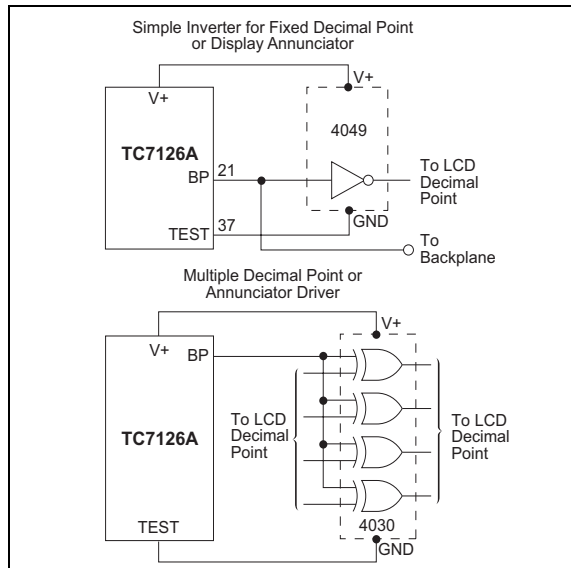 Simple Inverter for Fixed Decimal Point
or Display Annunciator
V+
V+
4049
TC7126A
BP
21
To LCD
Decimal
Point
TEST
37
GND
To
Backplane
Multiple Decimal Point or
Annunciator Driver
V+
V+
BP
To LCD
Decimal
Point
To LCD
Decimal
Point
TC7126A
TEST
4030
GND